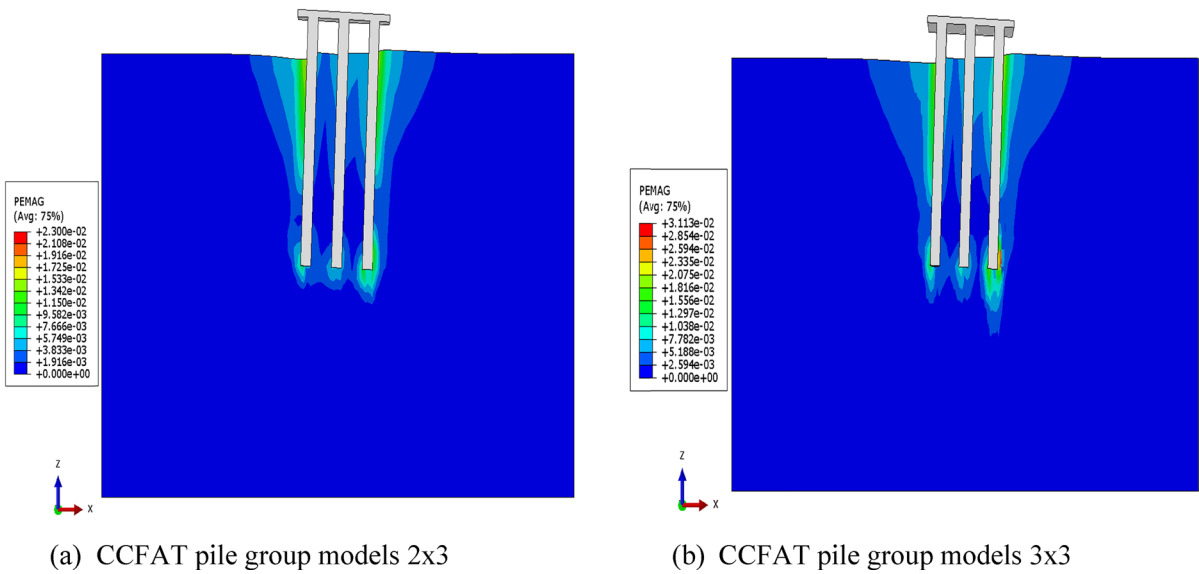 PEMAG
(Avg: 75%)
+2.300e-02
+2.108e-02
+1.916e-02
+1.725e-02
+1.533e-02
+1.342e-02
+1.150e-02
+9.582e-03
+7.666e-03
+5.749e-03
+3.833e-03
+1.916e-03
+0.000e+00
Z
X
(a) CCFAT pile group models 2x3
PEMAG
(Avg: 75%)
+3.113e-02
+2.854e-02
+2.594e-02
+2.335e-02
+2.075e-02
+1.816e-02
+1.556e-02
+1.297e-02
+1.038e-02
+7.782e-03
+5.188e-03
+2.594e-03
+0.000e+00
Z
X
(b) CCFAT pile group models 3x3